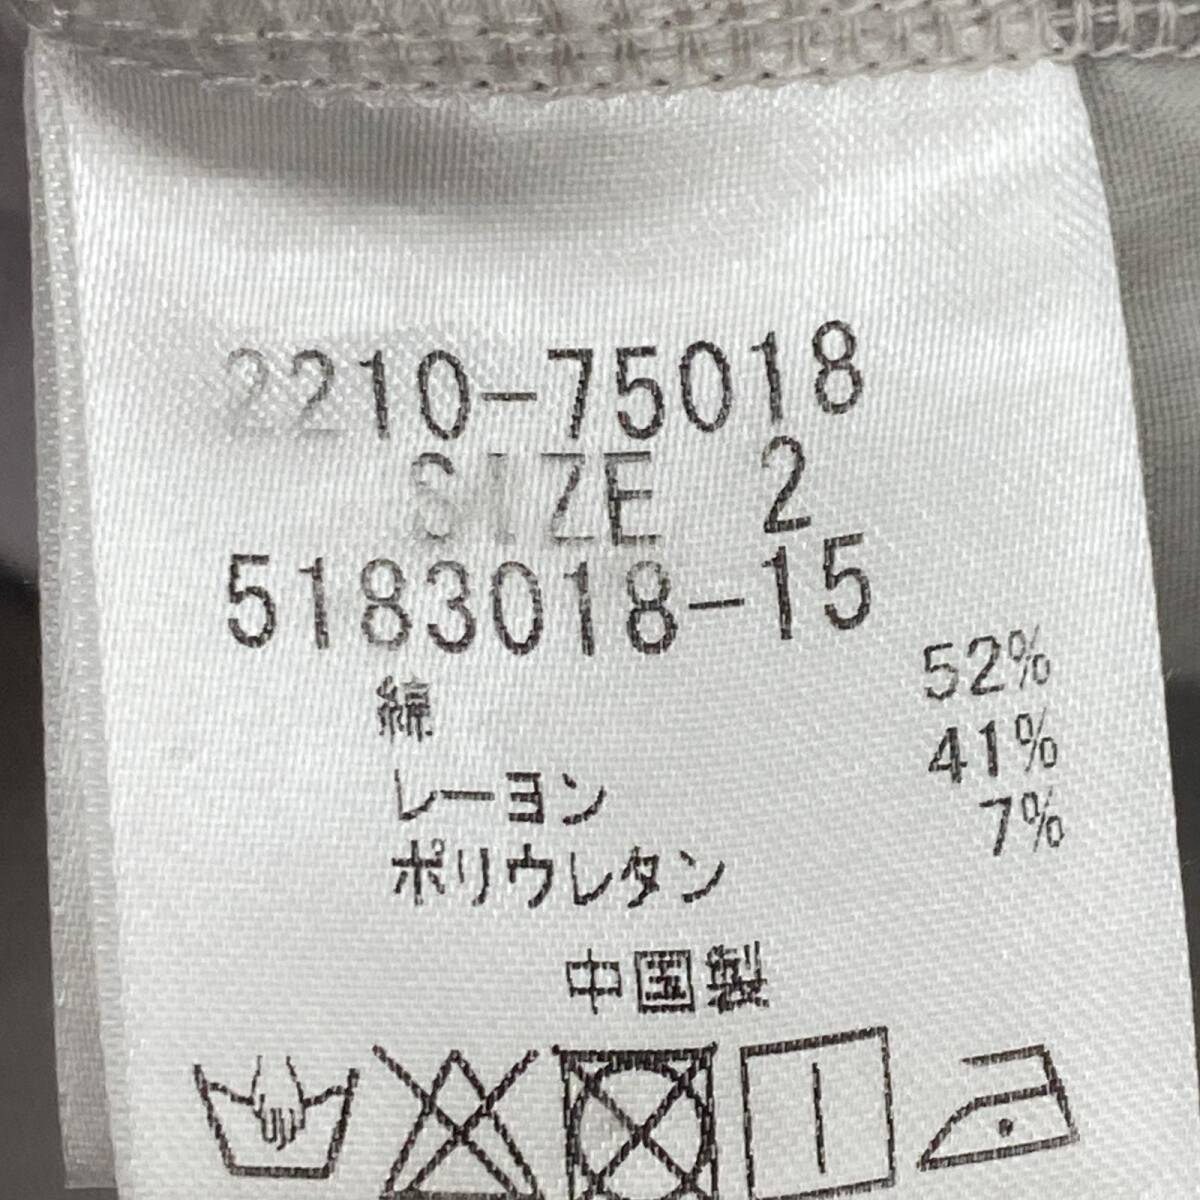 2210-75018
SIZE 2
5183018-15
綿 52%
レーヨン 41%
ポリウレタン 7%
中国製